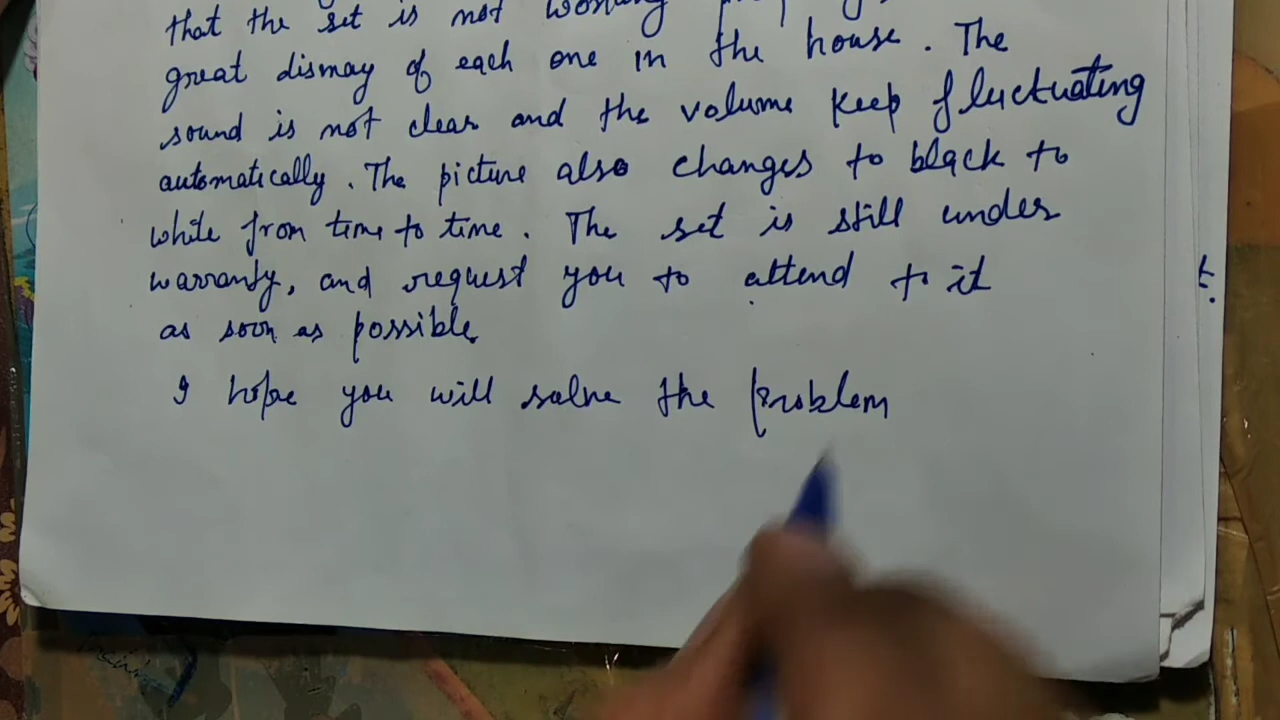 that the set is not working
great dismay of each one in the house. The
sound is not clear and the volume keep fluctuating
automatically. The picture also changes to black to
white from time to time. The set is still under
warranty, and request you to attend to it
as soon as possible.
I hope you will solve the problem